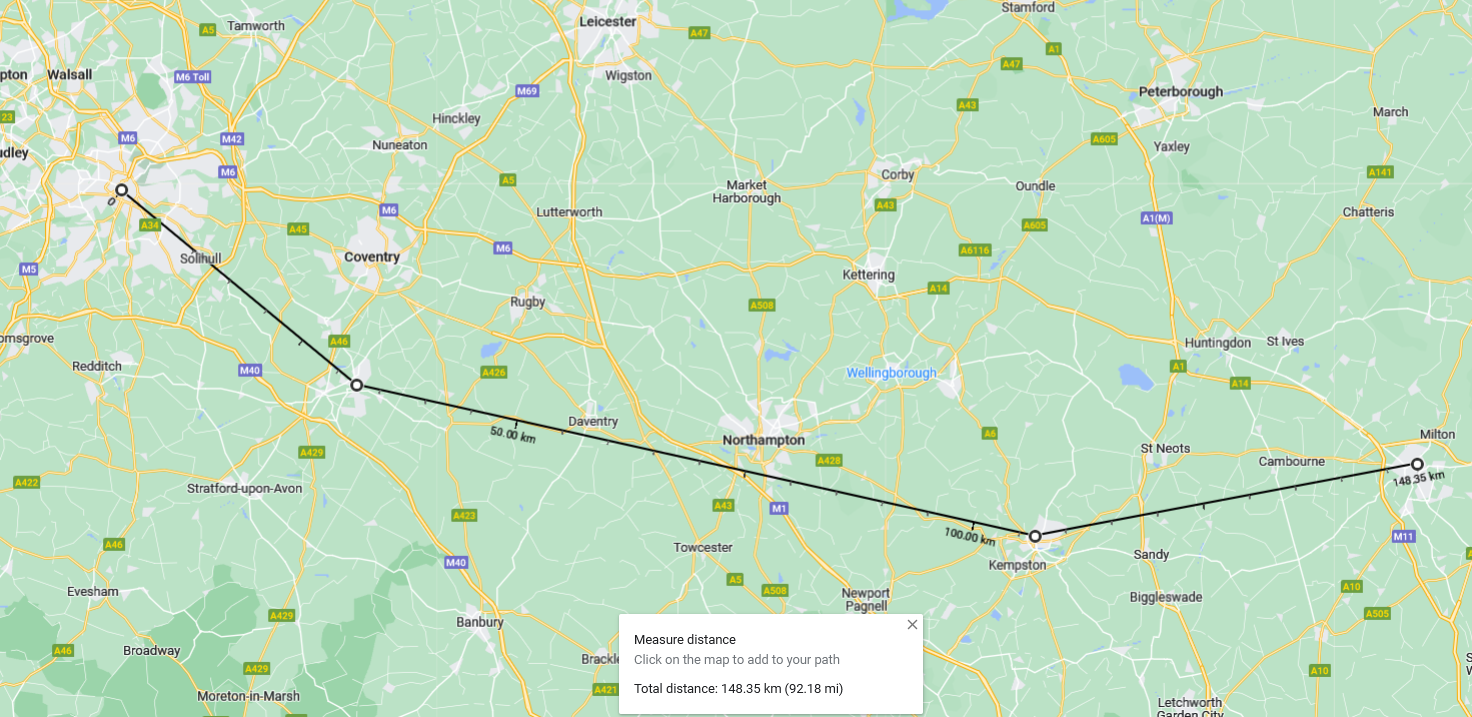 Stamford
Tamworth
Leicester
A5
A47
A1
A47
pton
Walsall
M6 Toll
Wigston
M69
Peterborough
A43
March
23
Hinckley
M6
M42
Nuneaton
A605
Yaxley
udley
M6
A5
Market
Harborough
Corby
Oundle
A141
0
M6
A43
Lutterworth
Chatteris
A34
A45
A605
A1(M)
M6
A6116
Solihull
Coventry
M5
Kettering
A14
Rugby
A508
omsgrove
A46
Huntingdon
St Ives
Redditch
M40
A426
Wellingborough
A1
A14
50.00 km
Daventry
Northampton
A6
Milton
A429
A428
St Neots
Cambourne
148.35 km
A422
Stratford-upon-Avon
A43
M1
A423
100.00 km
M11
A46
Towcester
Kempston
Sandy
M40
A5
A508
Newport
Pagnell
Biggleswade
A10
Evesham
A429
Banbury
A505
A46
Broadway
A429
Brackle
A421
A10
Moreton-in-Marsh
Letchworth
Garden City
Measure distance
Click on the map to add to your path
Total distance: 148.35 km (92.18 mi)